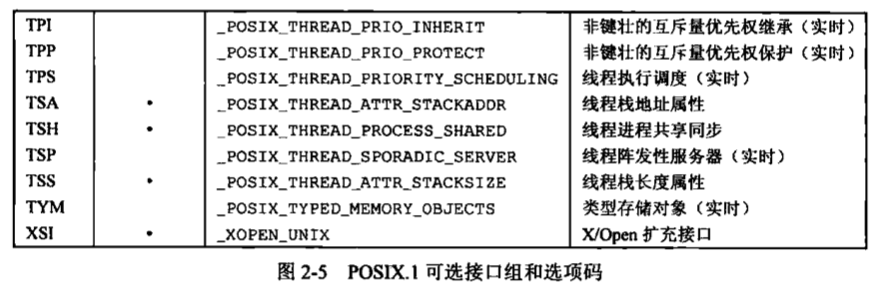 TPI _POSIX_THREAD_PRIO_INHERIT 非键壮的互斥量优先权继承（实时）
TPP _POSIX_THREAD_PRIO_PROTECT 非键壮的互斥量优先权保护（实时）
TPS _POSIX_THREAD_PRIORITY_SCHEDULING 线程执行调度（实时）
TSA • _POSIX_THREAD_ATTR_STACKADDR 线程栈地址属性
TSH • _POSIX_THREAD_PROCESS_SHARED 线程进程共享同步
TSP _POSIX_THREAD_SPORADIC_SERVER 线程阵发性服务器（实时）
TSS • _POSIX_THREAD_ATTR_STACKSIZE 线程栈长度属性
TYM _POSIX_TYPED_MEMORY_OBJECTS 类型存储对象（实时）
XSI • _XOPEN_UNIX X/Open 扩充接口
图 2-5 POSIX.1 可选接口组和选项码